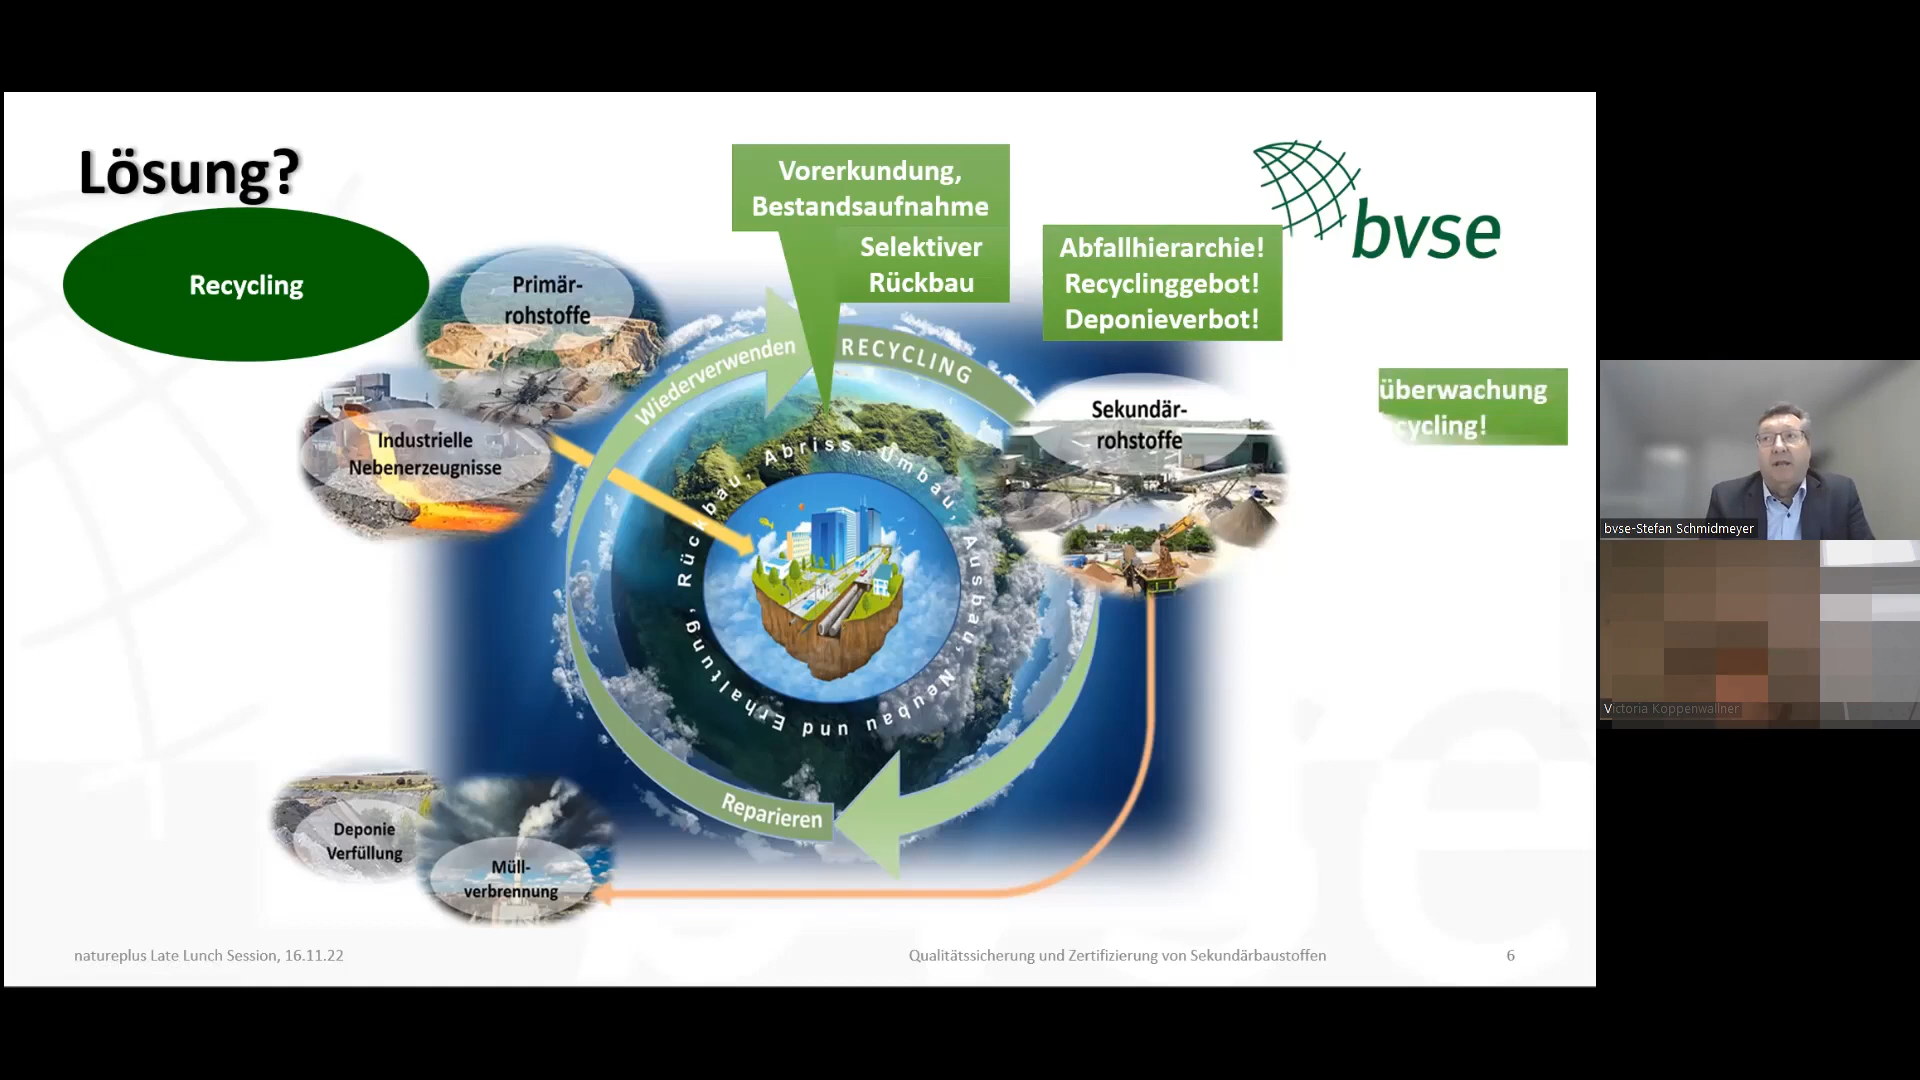 Lösung?
Recycling
Vorerkundung,
Bestandsaufnahme
Selektiver
Rückbau
Abfallhierarchie!
Recyclinggebot!
Deponieverbot!
bvse
überwachung
cycling!
Primär-
rohstoffe
Industrielle
Nebenerzeugnisse
Wiederverwenden
RECYCLING
Sekundär-
rohstoffe
Rückbau, Abriss, Umbau, Ausbau, Neubau und Erhaltung,
Reparieren
Deponie
Verfüllung
Müll-
verbrennung
natureplus Late Lunch Session, 16.11.22
Qualitätssicherung und Zertifizierung von Sekundärbaustoffen
6
bvse-Stefan Schmidmeyer
Victoria Koppenwallner